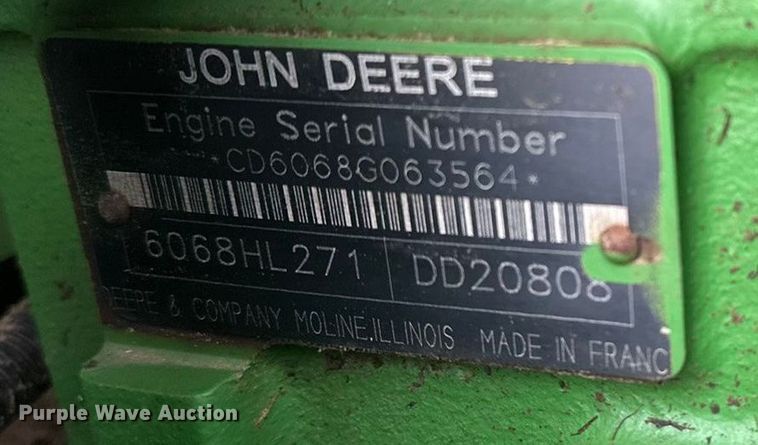 JOHN DEERE
Engine Serial Number
*CD6068G063564*
6068HL271
DD20808
DEERE & COMPANY MOLINE,ILLINOIS MADE IN FRANC
Purple Wave Auction